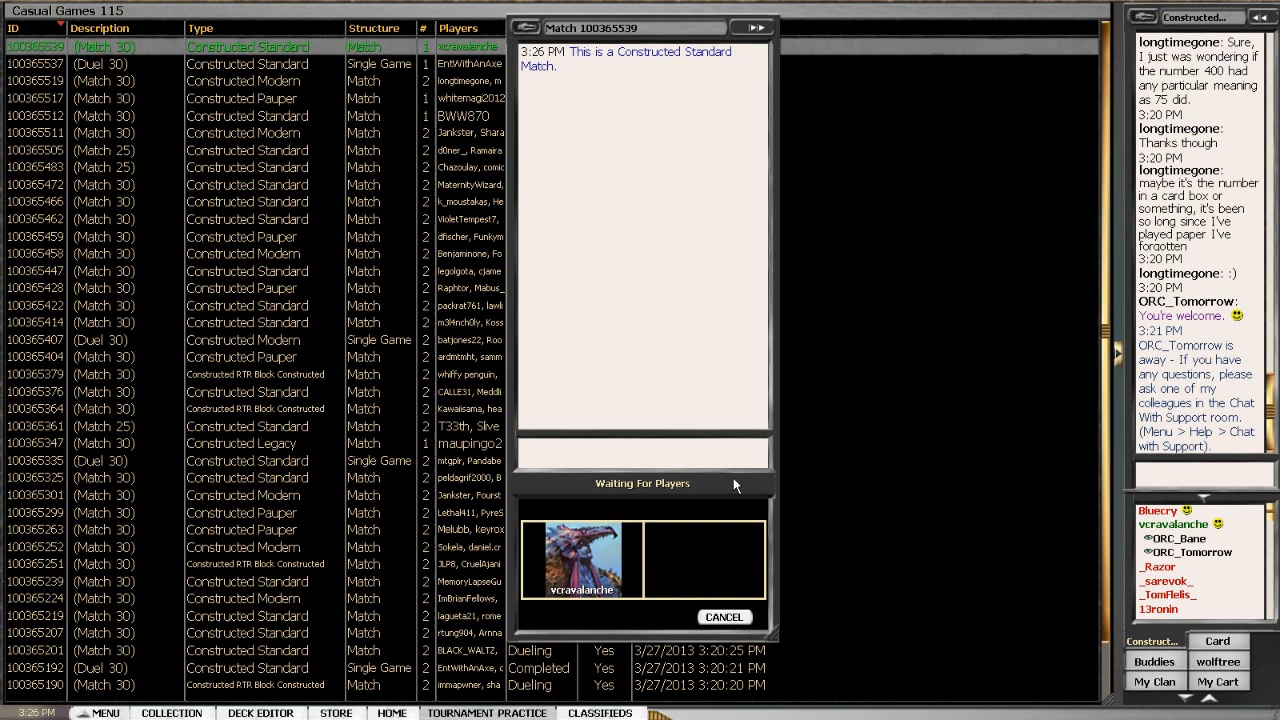 Casual Games 115
ID Description Type Structure # Players
100365539 (Match 30) Constructed Standard Match 1 vcravalanche
100365537 (Duel 30) Constructed Standard Single Game 1 EntWithAnAxe
100365519 (Match 30) Constructed Modern Match 2 longtimegone, m
100365517 (Match 30) Constructed Pauper Match 1 whitemagi2012
100365512 (Match 30) Constructed Standard Match 1 BWW870
100365511 (Match 30) Constructed Modern Match 2 Jankster, Shara
100365505 (Match 25) Constructed Standard Match 2 d0ner_, Ramaira
100365483 (Match 25) Constructed Standard Match 2 Chazoulay, comic
100365472 (Match 30) Constructed Standard Match 2 MaternityWizard,
100365466 (Match 30) Constructed Standard Match 2 k_moustakas, He
100365462 (Match 30) Constructed Standard Match 2 VioletTempest7,
100365459 (Match 30) Constructed Pauper Match 2 dfischer, Funkym
100365458 (Match 30) Constructed Modern Match 2 Benjaminone, Fo
100365447 (Match 30) Constructed Standard Match 2 legolgota, cjame
100365428 (Match 30) Constructed Pauper Match 2 Raphtor, Mabus_
100365422 (Match 30) Constructed Standard Match 2 packrat761, lawli
100365414 (Match 30) Constructed Standard Match 2 m3l4nch0ly, Koss
100365407 (Duel 30) Constructed Modern Single Game 2 batjones22, Roo
100365404 (Match 30) Constructed Pauper Match 2 ardmtmht, samm
100365379 (Match 30) Constructed RTR Block Constructed Match 2 whiffy penguin,
100365376 (Match 30) Constructed Standard Match 2 CALLE31, Meddli
100365364 (Match 30) Constructed RTR Block Constructed Match 2 Kawaiisama, hea
100365361 (Match 25) Constructed Standard Match 2 T33th, Slive
100365347 (Match 30) Constructed Legacy Match 1 maupingo2
100365335 (Duel 30) Constructed Standard Single Game 2 mtgplr, Pandabe
100365325 (Match 30) Constructed Standard Match 2 peldagrif2000, B
100365301 (Match 30) Constructed Modern Match 2 Jankster, Fourst
100365299 (Match 30) Constructed Pauper Match 2 Lethal411, PyreS
100365263 (Match 30) Constructed Pauper Match 2 Melubb, keyrox
100365252 (Match 30) Constructed Modern Match 2 Sokela, daniel.cr
100365251 (Match 30) Constructed RTR Block Constructed Match 2 JLP8, CruelAjani
100365239 (Match 30) Constructed Standard Match 2 MemoryLapseGu
100365224 (Match 30) Constructed Modern Match 2 ImBrianFellows,
100365219 (Match 30) Constructed Standard Match 2 lagueta21, rome
100365207 (Match 30) Constructed Standard Match 2 rtung904, Arnna
100365201 (Match 30) Constructed Standard Match 2 BLACK_WALTZ, Dueling Yes 3/27/2013 3:20:25 PM
100365192 (Duel 30) Constructed Standard Single Game 2 EntWithAnAxe, c Completed Yes 3/27/2013 3:20:21 PM
100365190 (Match 30) Constructed RTR Block Constructed Match 2 immapwner, sha Dueling Yes 3/27/2013 3:20:20 PM
Match 100365539
3:26 PM This is a Constructed Standard
Match.
Waiting For Players
vcravalanche
CANCEL
Constructed...
longtimegone: Sure,
I just was wondering if
the number 400 had
any particular meaning
as 75 did.
3:20 PM
longtimegone:
Thanks though
3:20 PM
longtimegone:
maybe it's the number
in a card box or
something, it's been
so long since I've
played paper I've
forgotten
3:20 PM
longtimegone: :)
3:20 PM
ORC_Tomorrow:
You're welcome.
3:21 PM
ORC_Tomorrow is
away - If you have
any questions, please
ask one of my
colleagues in the Chat
With Support room.
(Menu > Help > Chat
with Support).
Bluecry
vcravalanche
ORC_Bane
ORC_Tomorrow
_Razor
_sarevok_
_TomFlelis_
13ronin
Construct... Card
Buddies wolftree
My Clan My Cart
3:26 PM MENU COLLECTION DECK EDITOR STORE HOME TOURNAMENT PRACTICE CLASSIFIEDS